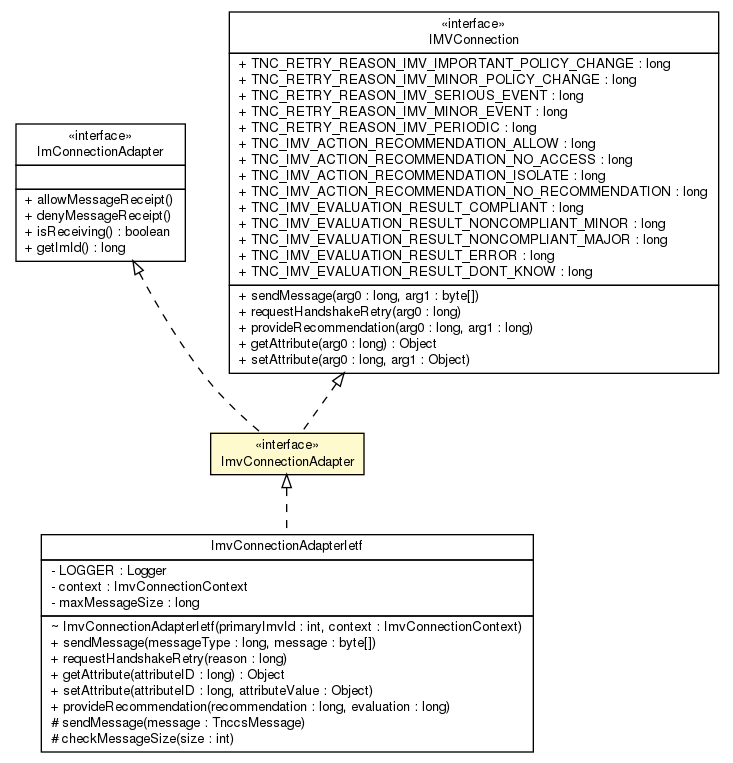 «interface»
IMVConnection
+ TNC_RETRY_REASON_IMV_IMPORTANT_POLICY_CHANGE : long
+ TNC_RETRY_REASON_IMV_MINOR_POLICY_CHANGE : long
+ TNC_RETRY_REASON_IMV_SERIOUS_EVENT : long
+ TNC_RETRY_REASON_IMV_MINOR_EVENT : long
+ TNC_RETRY_REASON_IMV_PERIODIC : long
+ TNC_IMV_ACTION_RECOMMENDATION_ALLOW : long
+ TNC_IMV_ACTION_RECOMMENDATION_NO_ACCESS : long
+ TNC_IMV_ACTION_RECOMMENDATION_ISOLATE : long
+ TNC_IMV_ACTION_RECOMMENDATION_NO_RECOMMENDATION : long
+ TNC_IMV_EVALUATION_RESULT_COMPLIANT : long
+ TNC_IMV_EVALUATION_RESULT_NONCOMPLIANT_MINOR : long
+ TNC_IMV_EVALUATION_RESULT_NONCOMPLIANT_MAJOR : long
+ TNC_IMV_EVALUATION_RESULT_ERROR : long
+ TNC_IMV_EVALUATION_RESULT_DONT_KNOW : long
+ sendMessage(arg0 : long, arg1 : byte[])
+ requestHandshakeRetry(arg0 : long)
+ provideRecommendation(arg0 : long, arg1 : long)
+ getAttribute(arg0 : long) : Object
+ setAttribute(arg0 : long, arg1 : Object)
«interface»
ImConnectionAdapter
+ allowMessageReceipt()
+ denyMessageReceipt()
+ isReceiving() : boolean
+ getImId() : long
«interface»
ImvConnectionAdapter
ImvConnectionAdapterIetf
- LOGGER : Logger
- context : ImvConnectionContext
- maxMessageSize : long
~ ImvConnectionAdapterIetf(primaryImvId : int, context : ImvConnectionContext)
+ sendMessage(messageType : long, message : byte[])
+ requestHandshakeRetry(reason : long)
+ getAttribute(attributeID : long) : Object
+ setAttribute(attributeID : long, attributeValue : Object)
+ provideRecommendation(recommendation : long, evaluation : long)
# sendMessage(message : TnccsMessage)
# checkMessageSize(size : int)